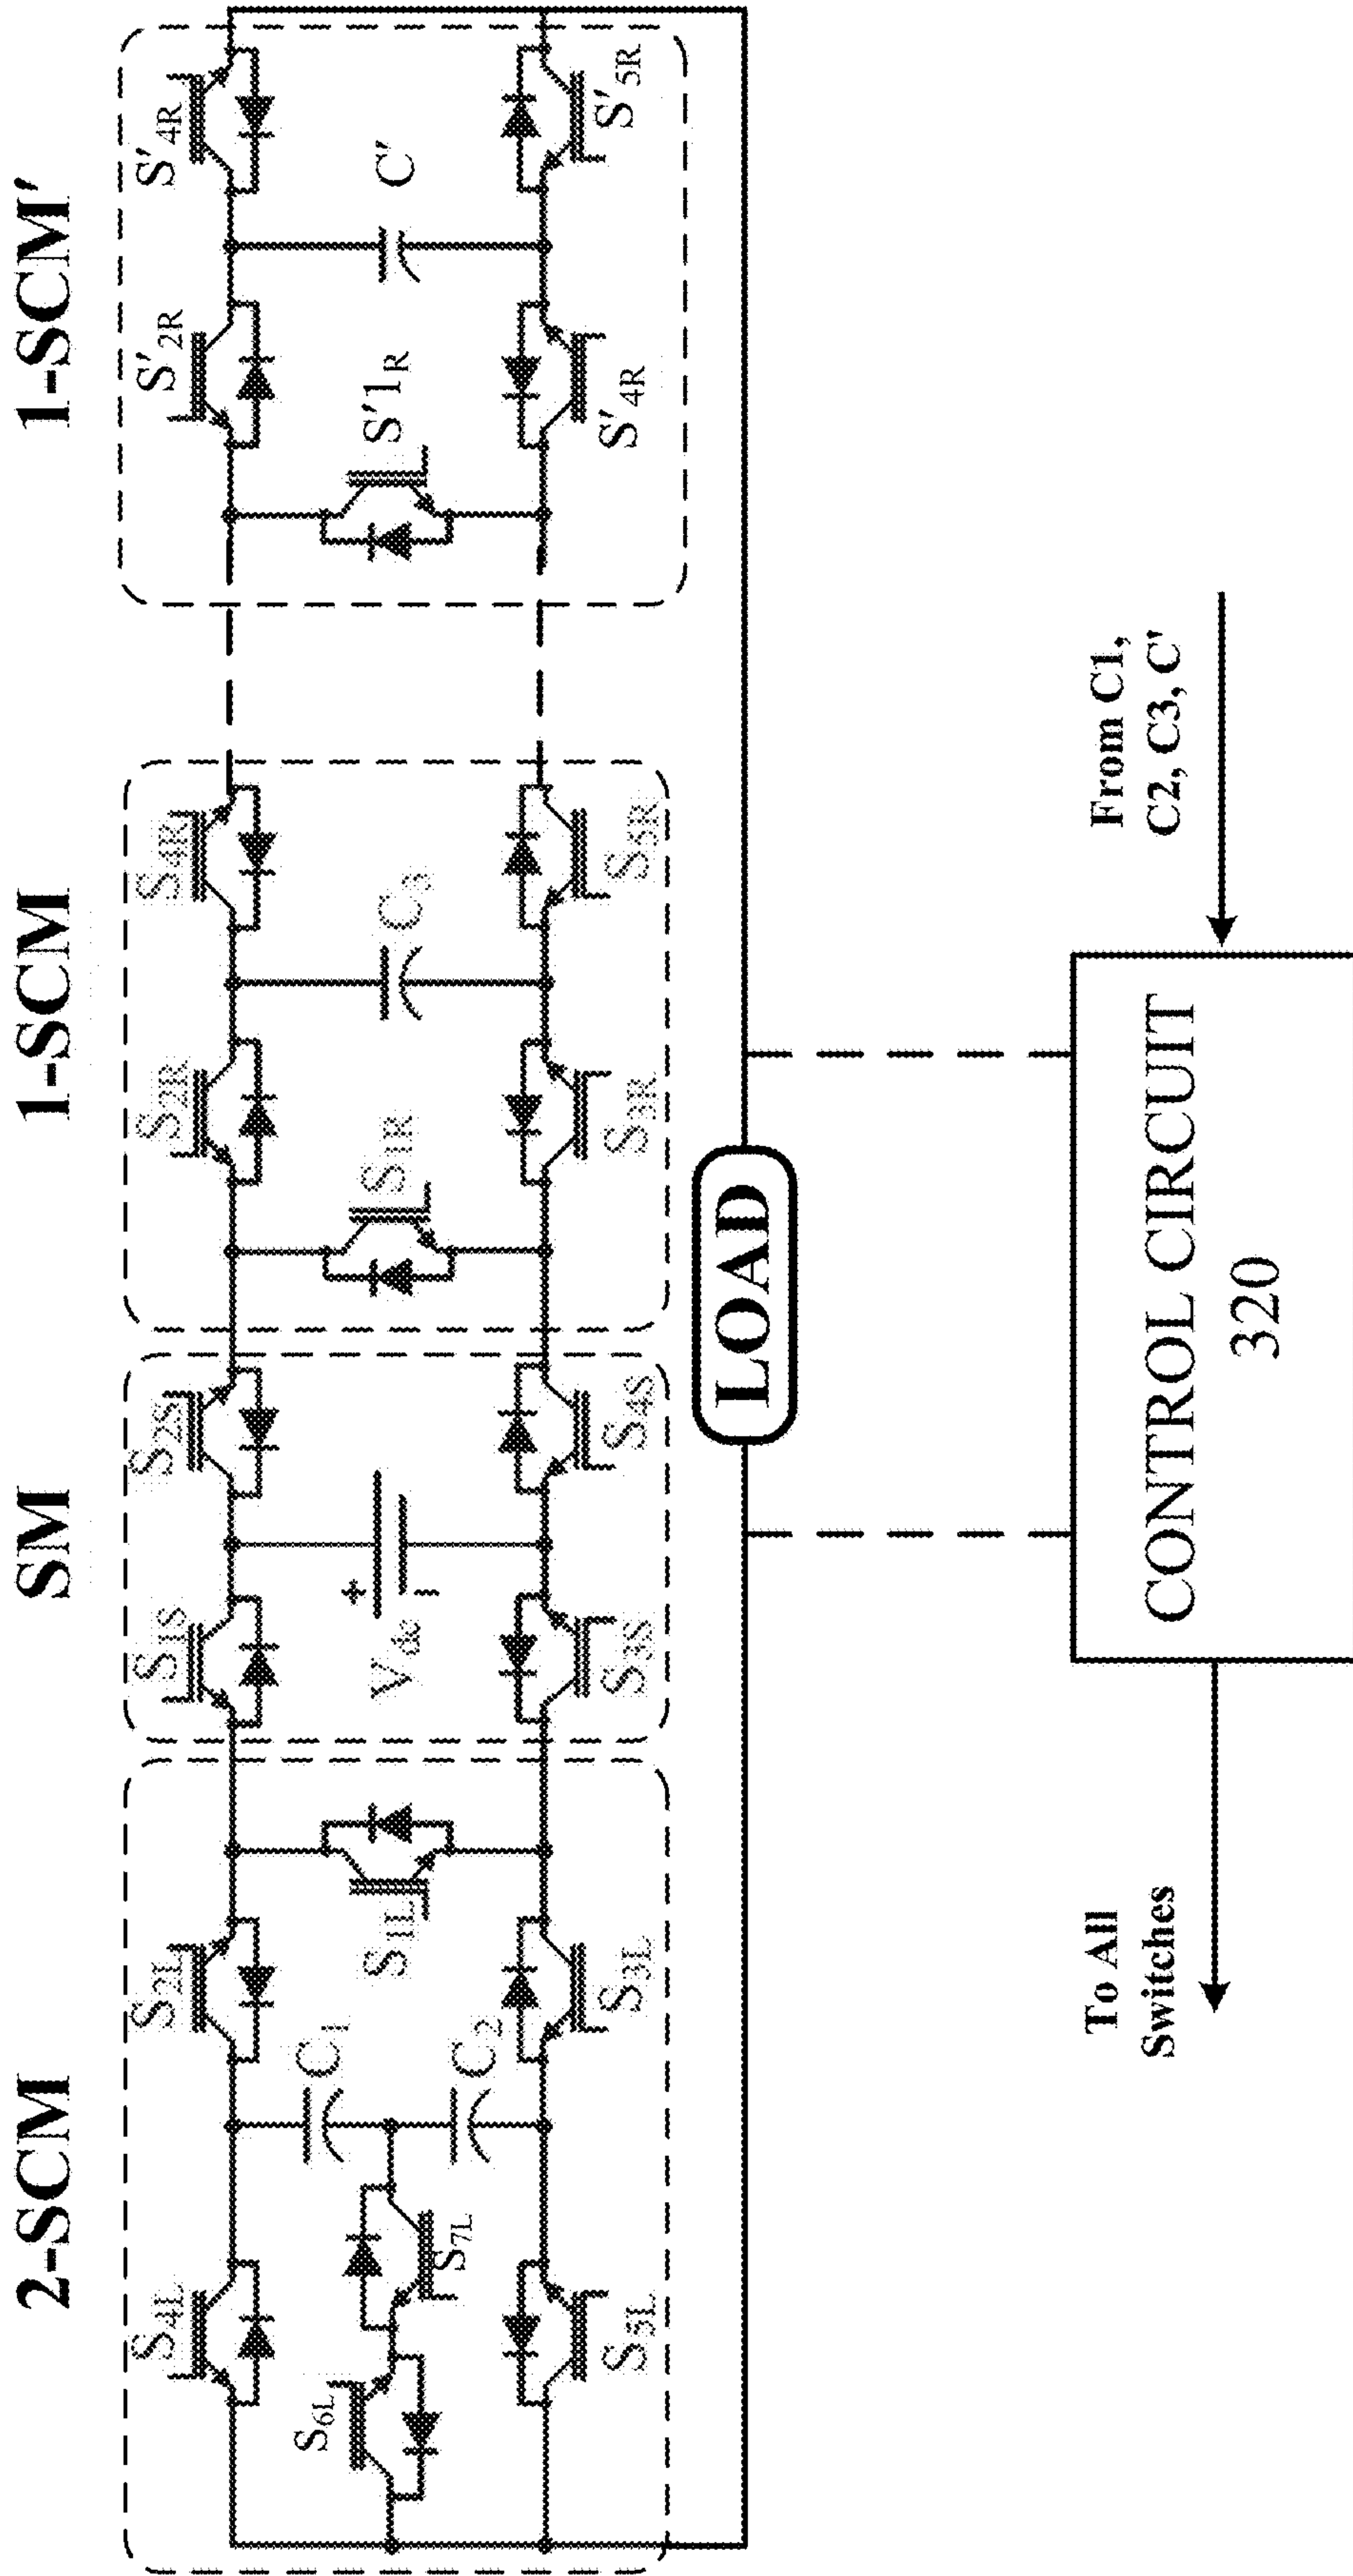 2-SCM
SM
1-SCM
1-SCM'
S4L
S2L
S1S
S2S
S2R
S4R
S'2R
S'4R
S6L
S7L
C1
C2
S1L
Vdc
+
-
S1R
C3
S'1R
C'
S5L
S3L
S3S
S4S
S3R
S5R
S'4R
S'5R
LOAD
To All
Switches
CONTROL CIRCUIT
320
From C1,
C2, C3, C'